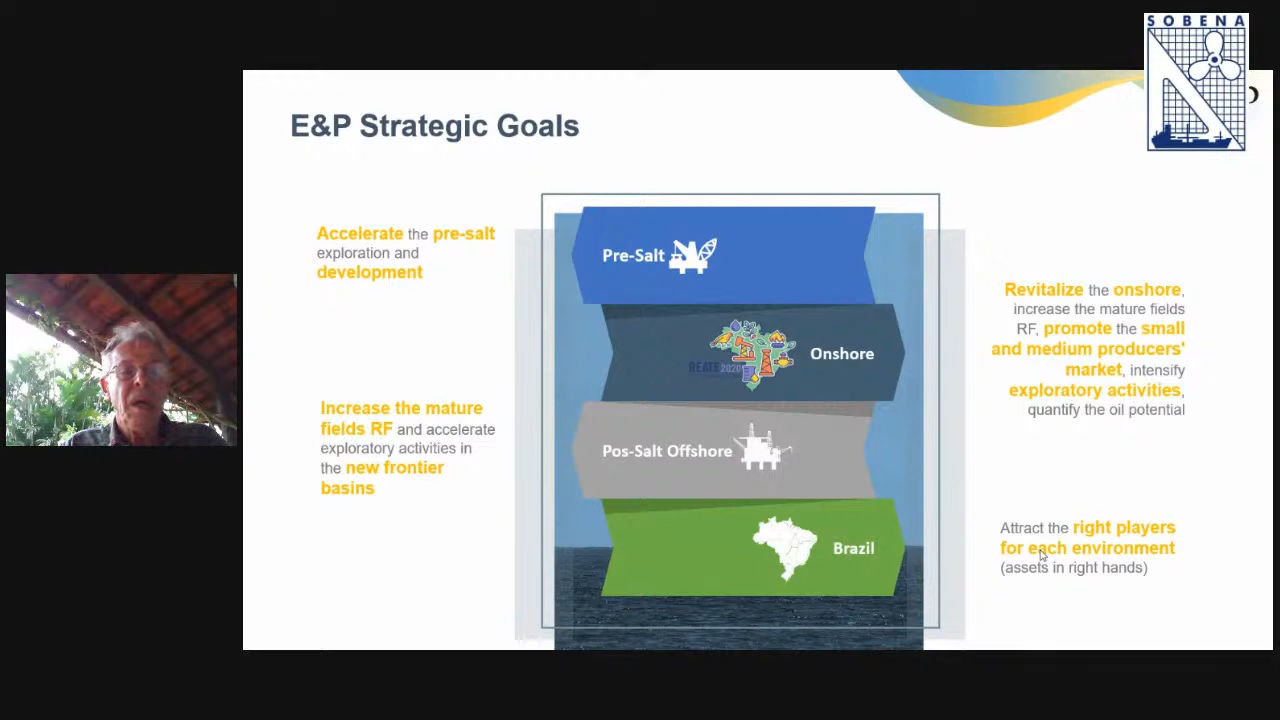 SOBENA
E&P Strategic Goals
Accelerate the pre-salt
exploration and
development
Pre-Salt
Revitalize the onshore,
increase the mature fields
RF, promote the small
and medium producers'
market, intensify
exploratory activities,
quantify the oil potential
REATE 2020
Onshore
Increase the mature
fields RF and accelerate
exploratory activities in
the new frontier
basins
Pos-Salt Offshore
Brazil
Attract the right players
for each environment
(assets in right hands)